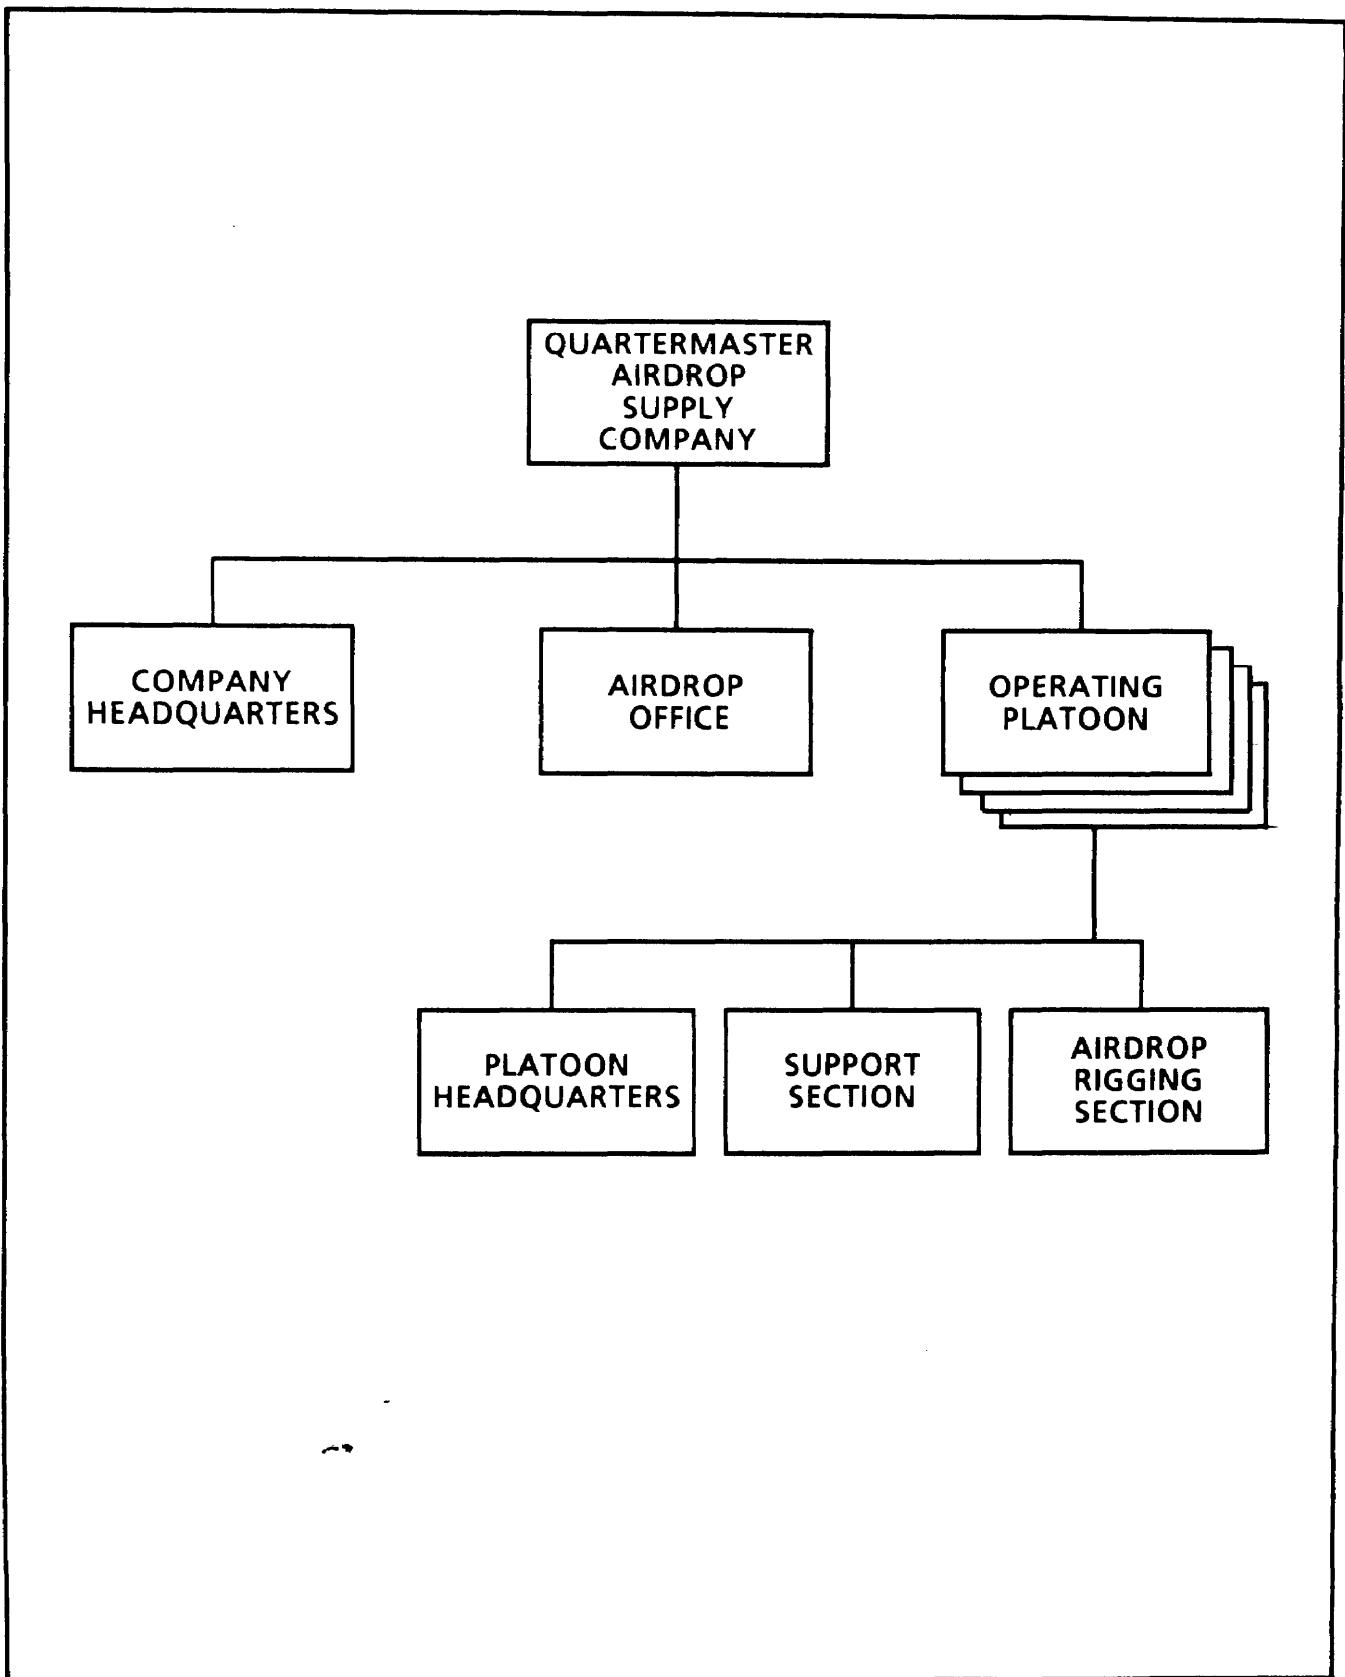 QUARTERMASTER
AIRDROP
SUPPLY
COMPANY
COMPANY
HEADQUARTERS
AIRDROP
OFFICE
OPERATING
PLATOON
PLATOON
HEADQUARTERS
SUPPORT
SECTION
AIRDROP
RIGGING
SECTION